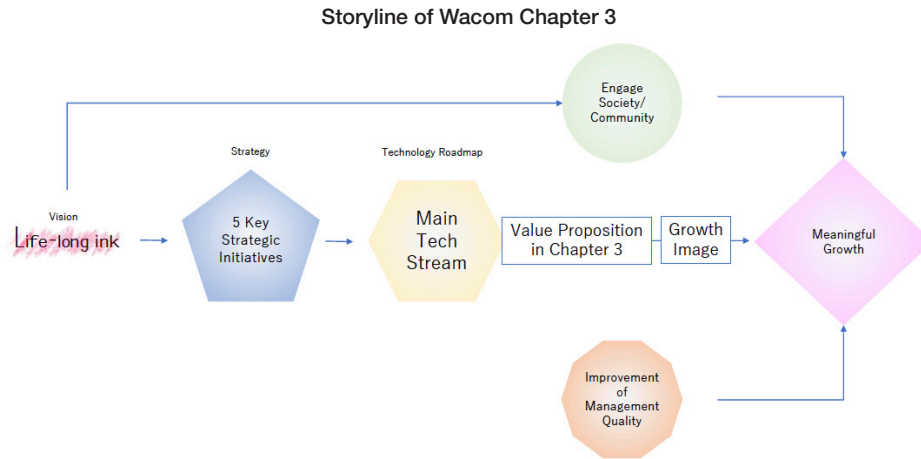 Storyline of Wacom Chapter 3
Engage
Society/
Community
Strategy
Technology Roadmap
Vision
Life-long ink
5 Key
Strategic
Initiatives
Main
Tech
Stream
Value Proposition
in Chapter 3
Growth
Image
Meaningful
Growth
Improvement
of
Management
Quality